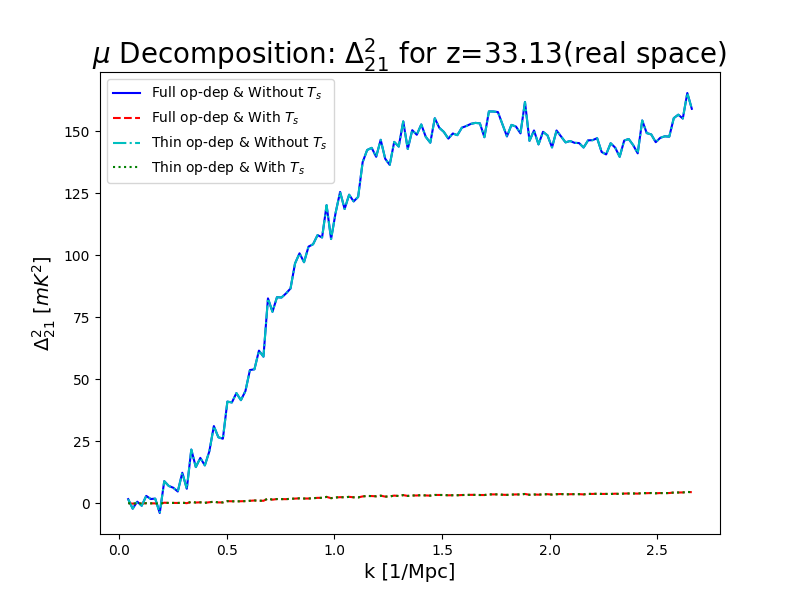 μ Decomposition: Δ²₂₁ for z=33.13(real space)
Full op-dep & Without Tₛ
Full op-dep & With Tₛ
Thin op-dep & Without Tₛ
Thin op-dep & With Tₛ
Δ²₂₁ [mK²]
150
125
100
75
50
25
0
0.0 0.5 1.0 1.5 2.0 2.5
k [1/Mpc]